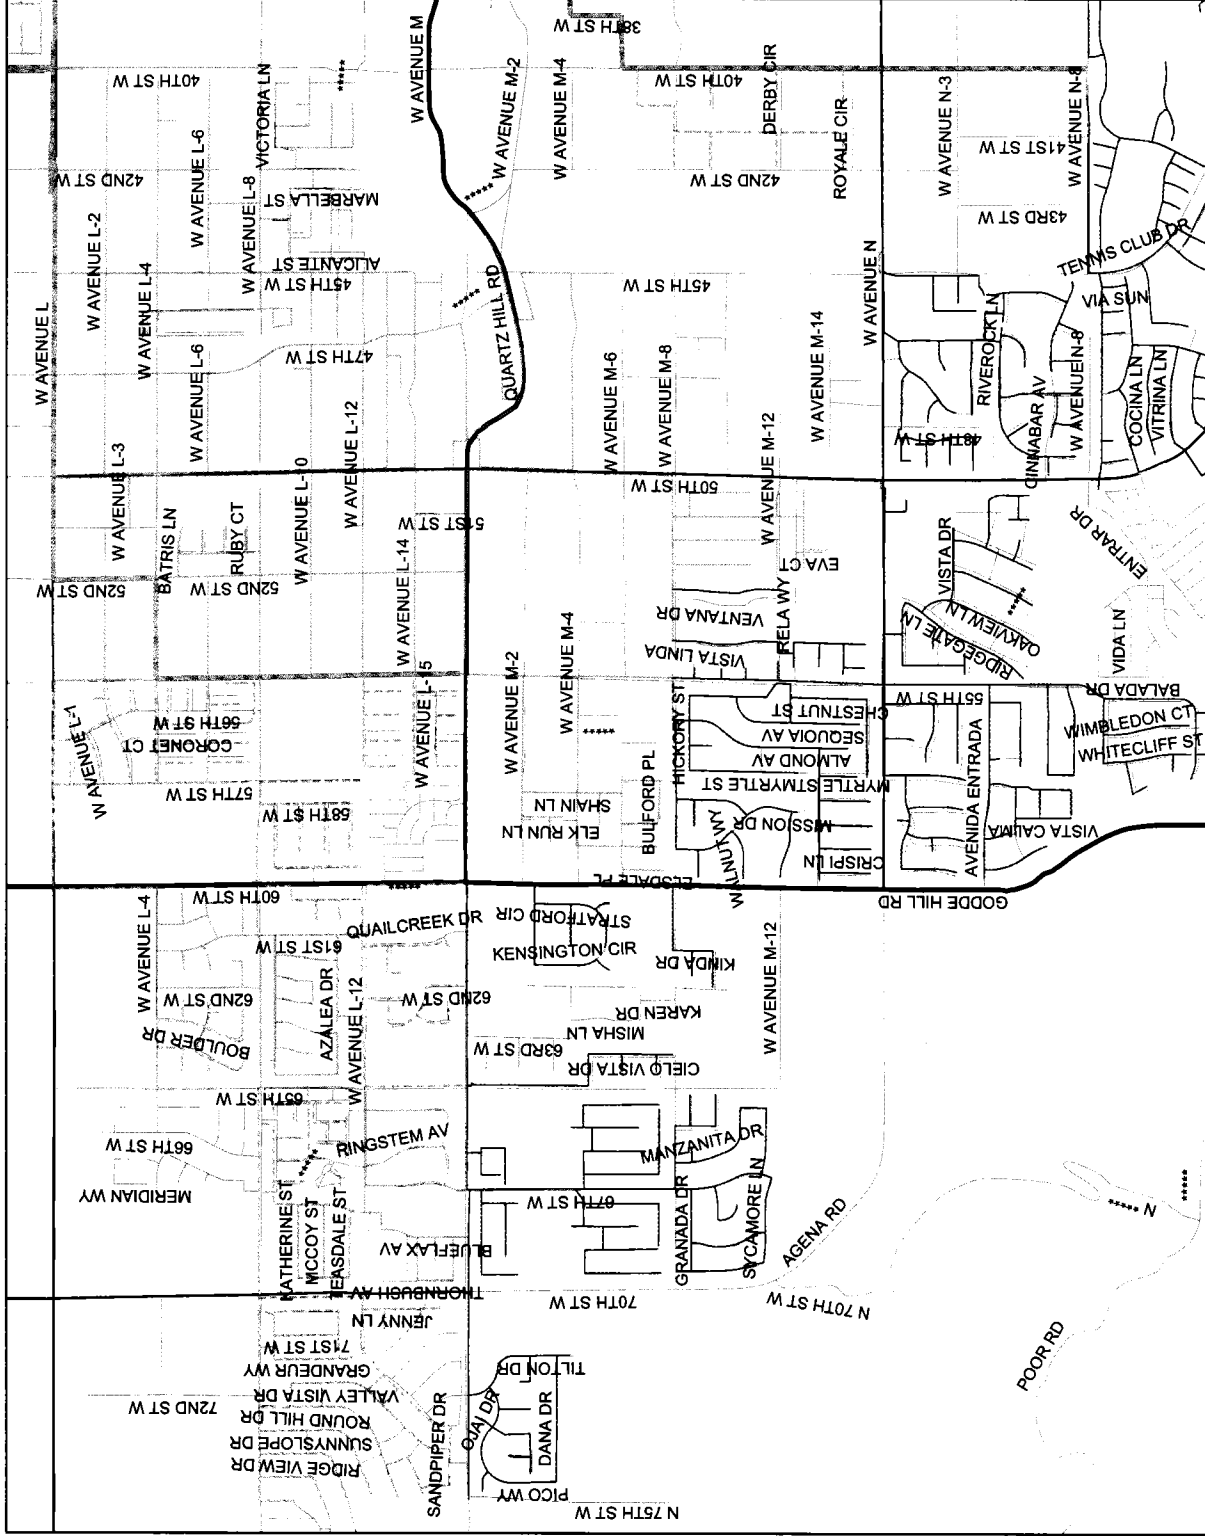 38TH ST W
40TH ST W
W AVENUE M
W AVENUE M-2
W AVENUE M-4
40TH ST W
DERBY CIR
ROYALE CIR
W AVENUE N-3
W AVENUE N-8
41ST ST W
VICTORIA LN
*****
W AVENUE L-6
42ND ST W
W AVENUE L-8
MARBELLA ST
*****
42ND ST W
43RD ST W
W AVENUE L-2
W AVENUE L-4
ALICANTE ST
45TH ST W
*****
QUARTZ HILL RD
45TH ST W
W AVENUE N
TENNIS CLUB DR
VIA SUN
W AVENUE L
W AVENUE L-6
47TH ST W
W AVENUE M-6
W AVENUE M-8
W AVENUE M-14
RIVEROCK LN
CINNABAR AV
W AVENUE N-8
COCINA LN
VITRINA LN
48TH ST W
W AVENUE L-3
W AVENUE L-10
W AVENUE L-12
W AVENUE M-12
50TH ST W
51ST ST W
BATRIS LN
RUBY CT
52ND ST W
52ND ST W
W AVENUE L-14
EVA CT
VISTA DR
ENTRAR DR
*****
OAKVIEW LN
RIDGEGATE LN
VENTANA DR
RELA WY
VISTA LINDA
VIDA LN
W AVENUE M-4
W AVENUE M-2
W AVENUE L-15
W AVENUE L-1
56TH ST W
CORONET CT
57TH ST W
58TH ST W
*****
HICKORY ST
CHESTNUT ST
SEQUOIA AV
ALMOND AV
MYRTLE ST
MYRTLE ST
MISSION DR
WALNUT WY
CRISPI LN
55TH ST W
BALADA DR
WIMBLEDON CT
WHITECLIFF ST
AVENIDA ENTRADA
VISTA CALMA
SHAIN LN
ELK RUN LN
BULFORD PL
ELSDALE PL
*****
GODDE HILL RD
60TH ST W
W AVENUE L-4
61ST ST W
QUAILCREEK DR
STRATFORD CIR
KENSINGTON CIR
KINDA DR
W AVENUE M-12
62ND ST W
BOULDER DR
AZALEA DR
W AVENUE L-12
62ND ST W
KAREN DR
MISHA LN
63RD ST W
CIELO VISTA DR
65TH ST W
66TH ST W
MERIDIAN WY
*****
RINGSTEM AV
MANZANITA DR
67TH ST W
GRANADA DR
SYCAMORE LN
AGENA RD
KATHERINE ST
MCCOY ST
TEASDALE ST
BLUEFLAX AV
THORNBUSH AV
70TH ST W
N 70TH ST W
***** N
*****
JENNY LN
71ST ST W
GRANDEUR WY
VALLEY VISTA DR
72ND ST W
ROUND HILL DR
SUNNYSLOPE DR
RIDGE VIEW DR
SANDPIPER DR
OJAI DR
TILTON DR
DANA DR
PICO WY
N 75TH ST W
POOR RD